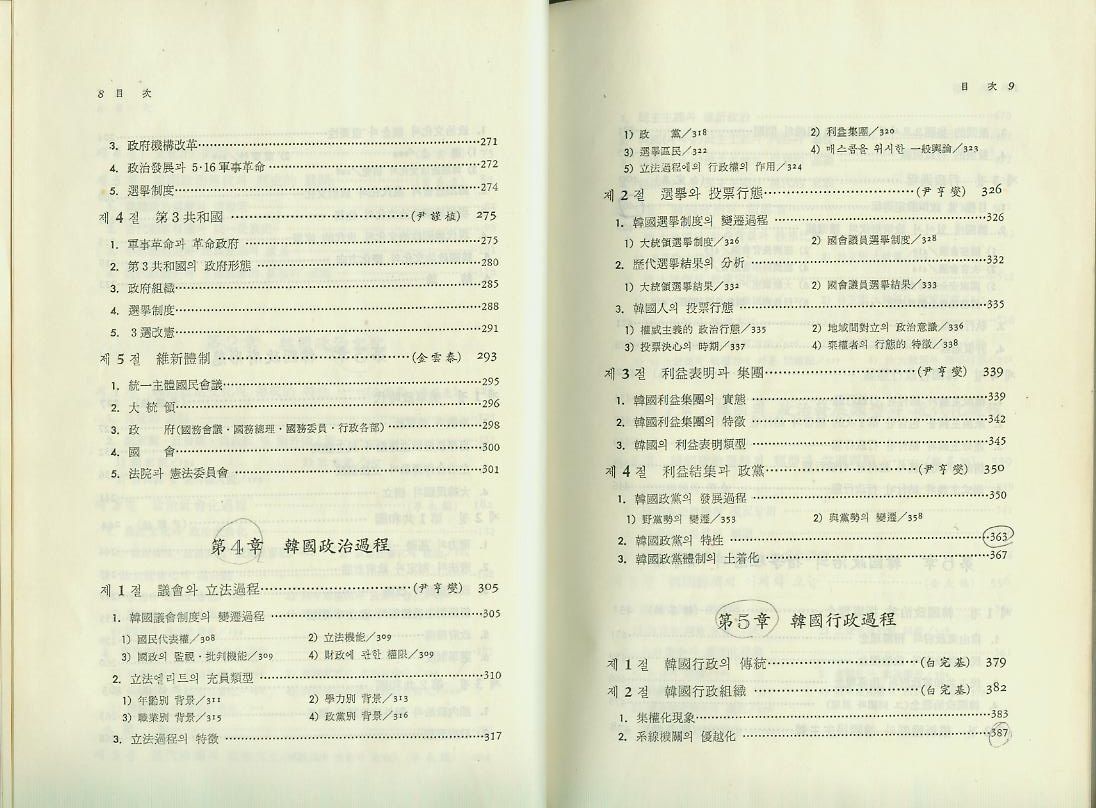 8 目 次
3. 政府機構改革……271
4. 政治發展과 5·16軍事革命……272
5. 選擧制度……274
제 4 절 第3共和國……(尹謹植) 275
1. 軍事革命과 革命政府……275
2. 第3共和國의 政府形態……280
3. 政府組織……285
4. 選擧制度……288
5. 3選改憲……291
제 5 절 維新體制……(金雲泰) 293
1. 統一主體國民會議……295
2. 大統領……296
3. 政 府(國務會議·國務總理·國務委員·行政各部)……298
4. 國 會……300
5. 法院과 憲法委員會……301
第4章 韓國政治過程
제 1 절 議會와 立法過程……(尹亨燮) 305
1. 韓國議會制度의 變遷過程……305
1) 國民代表權/308 2) 立法機能/309
3) 國政의 監視·批判機能/309 4) 財政에 관한 權限/309
2. 立法엘리트의 充員類型……310
1) 年齡別 背景/311 2) 學力別 背景/313
3) 職業別 背景/315 4) 政黨別 背景/316
3. 立法過程의 特徵……317
目 次 9
1) 政 黨/318 2) 利益集團/320
3) 選擧區民/322 4) 매스콤을 위시한 一般輿論/323
5) 立法過程에의 行政權의 作用/324
제 2 절 選擧와 投票行態……(尹亨燮) 326
1. 韓國選擧制度의 變遷過程……326
1) 大統領選擧制度/326 2) 國會議員選擧制度/328
2. 歷代選擧結果의 分析……332
1) 大統領選擧結果/332 2) 國會議員選擧結果/333
3. 韓國人의 投票行態……335
1) 權威主義的 政治行態/335 2) 地域間對立의 政治意識/336
3) 投票決心의 時期/337 4) 棄權者의 行態的 特徵/338
제 3 절 利益表明과 集團……(尹亨燮) 339
1. 韓國利益集團의 實態……339
2. 韓國利益集團의 特徵……342
3. 韓國의 利益表明類型……345
제 4 절 利益結集과 政黨……(尹亨燮) 350
1. 韓國政黨의 發展過程……350
1) 野黨勢의 變遷/353 2) 與黨勢의 變遷/358
2. 韓國政黨의 特性……363
3. 韓國政黨體制의 土着化……367
第5章 韓國行政過程
제 1 절 韓國行政의 傳統……(白完基) 379
제 2 절 韓國行政組織……(白完基) 382
1. 集權化現象……383
2. 系線機關의 優越化……387